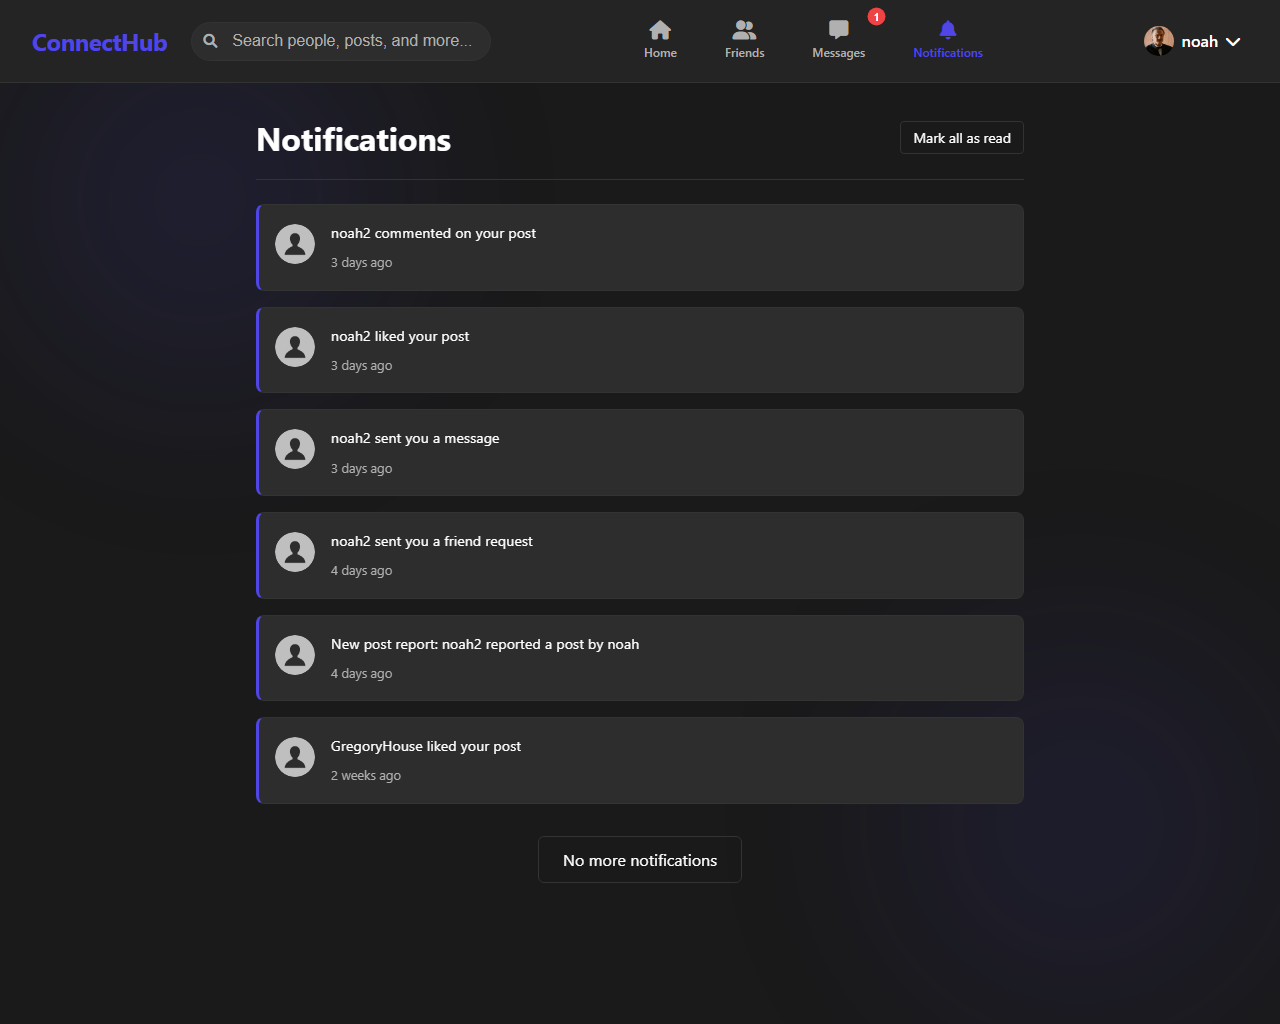 ConnectHub
Search people, posts, and more...
Home
Friends
Messages
1
Notifications
noah
Notifications
Mark all as read
noah2 commented on your post
3 days ago
noah2 liked your post
3 days ago
noah2 sent you a message
3 days ago
noah2 sent you a friend request
4 days ago
New post report: noah2 reported a post by noah
4 days ago
GregoryHouse liked your post
2 weeks ago
No more notifications